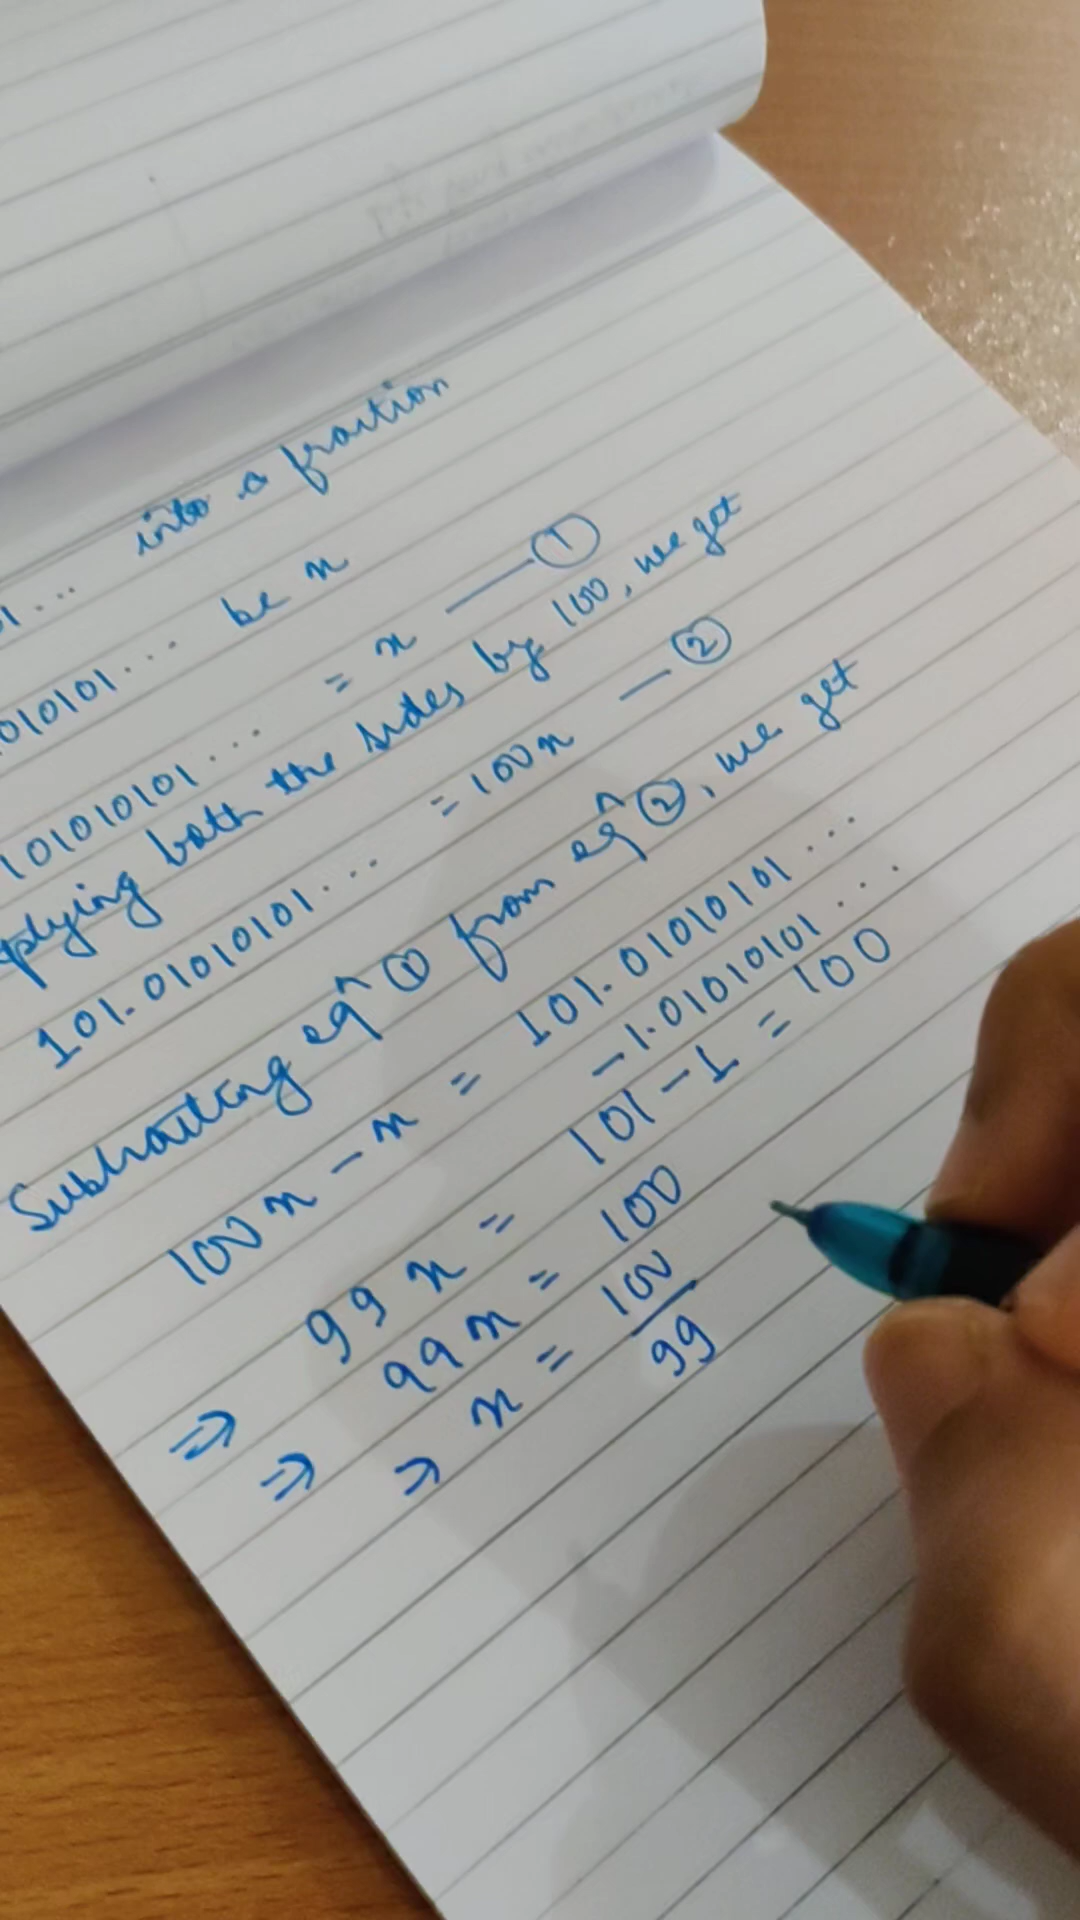 1... into a fraction
010101... be x
101010101... = x — ①
plying both the sides by 100, we get
101.01010101... = 100x — ②
Subtracting eqn ① from eqn ②, we get
100x - x = 101.01010101...
- 1.01010101...
⇒ 99x = 101 - 1 = 100
⇒ 99x = 100
⇒ x = 100/99